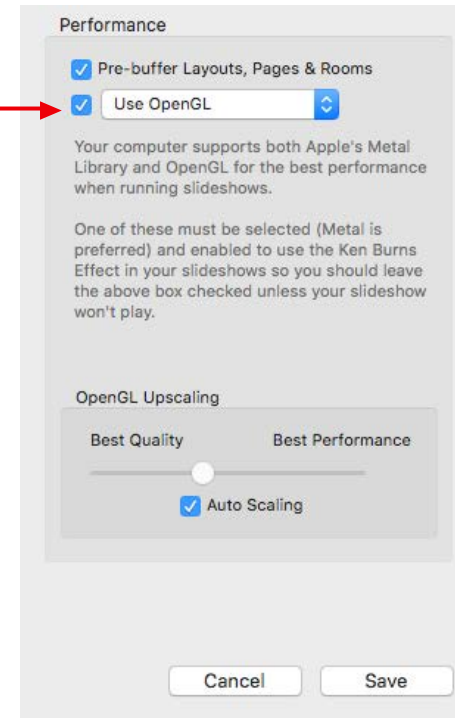 Performance
Pre-buffer Layouts, Pages & Rooms
Use OpenGL
Your computer supports both Apple's Metal
Library and OpenGL for the best performance
when running slideshows.
One of these must be selected (Metal is
preferred) and enabled to use the Ken Burns
Effect in your slideshows so you should leave
the above box checked unless your slideshow
won't play.
OpenGL Upscaling
Best Quality Best Performance
Auto Scaling
Cancel Save